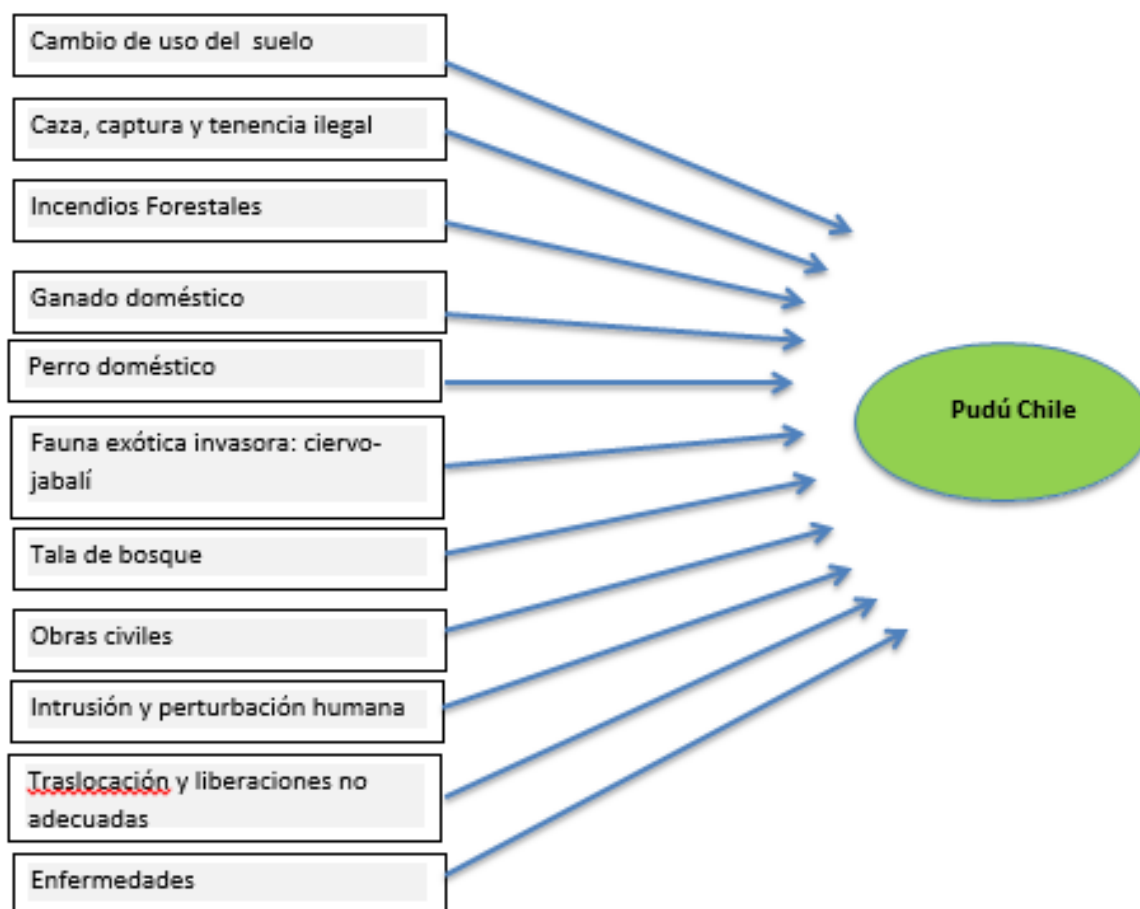 Cambio de uso del suelo
Caza, captura y tenencia ilegal
Incendios Forestales
Ganado doméstico
Perro doméstico
Fauna exótica invasora: ciervo-
jabalí
Tala de bosque
Obras civiles
Intrusión y perturbación humana
Traslocación y liberaciones no
adecuadas
Enfermedades
Pudú Chile